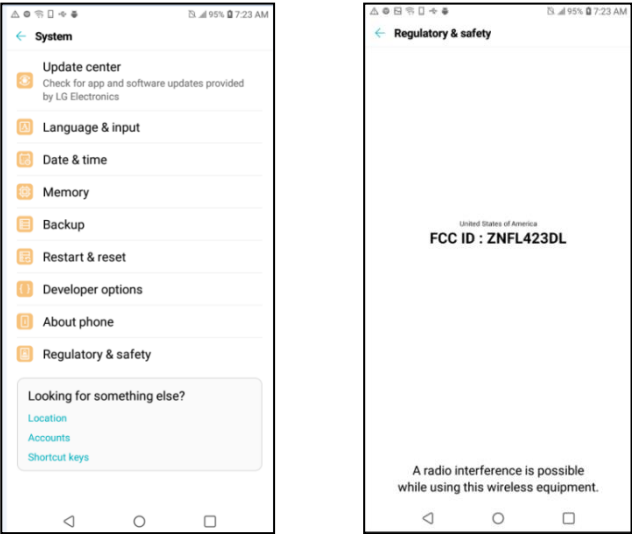 95% 7:23 AM
System
Update center
Check for app and software updates provided
by LG Electronics
Language & input
Date & time
Memory
Backup
Restart & reset
Developer options
About phone
Regulatory & safety
Looking for something else?
Location
Accounts
Shortcut keys
95% 7:23 AM
Regulatory & safety
United States of America
FCC ID : ZNFL423DL
A radio interference is possible
while using this wireless equipment.